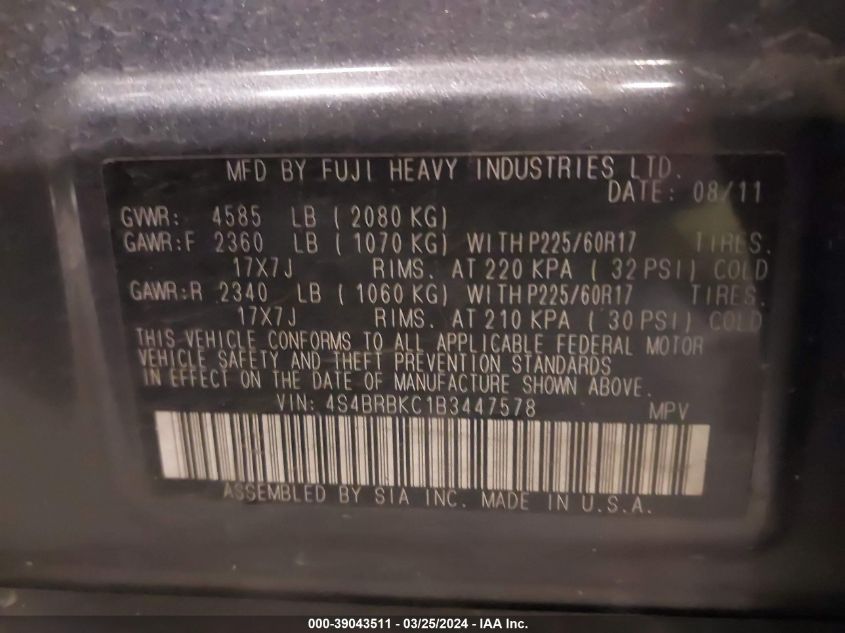 MFD BY FUJI HEAVY INDUSTRIES LTD.
DATE: 08/11
GVWR: 4585 LB ( 2080 KG)
GAWR:F 2360 LB ( 1070 KG) WITH P225/60R17 TIRES.
17X7J RIMS. AT 220 KPA ( 32 PSI) COLD
GAWR:R 2340 LB ( 1060 KG) WITH P225/60R17 TIRES.
17X7J RIMS. AT 210 KPA ( 30 PSI) COLD
THIS VEHICLE CONFORMS TO ALL APPLICABLE FEDERAL MOTOR
VEHICLE SAFETY AND THEFT PREVENTION STANDARDS
IN EFFECT ON THE DATE OF MANUFACTURE SHOWN ABOVE.
VIN: 4S4BRBKC1B3447578 MPV
ASSEMBLED BY SIA INC. MADE IN U.S.A.
000-39043511 - 03/25/2024 - IAA Inc.